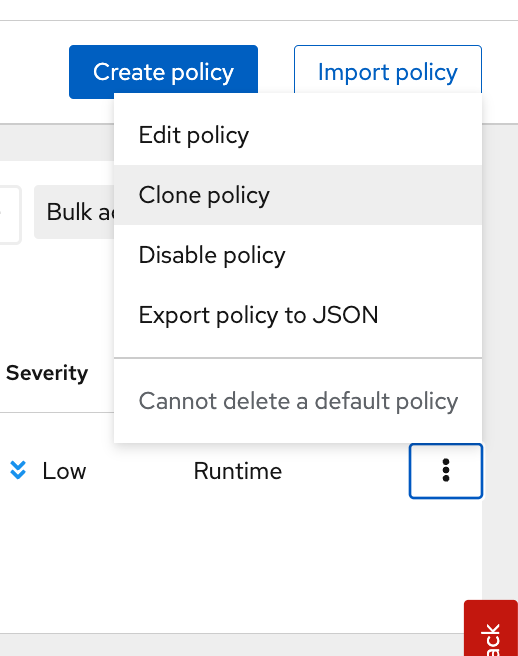 Create policy Import policy
Edit policy
Clone policy
Bulk
Disable policy
Export policy to JSON
Severity
Cannot delete a default policy
Low Runtime